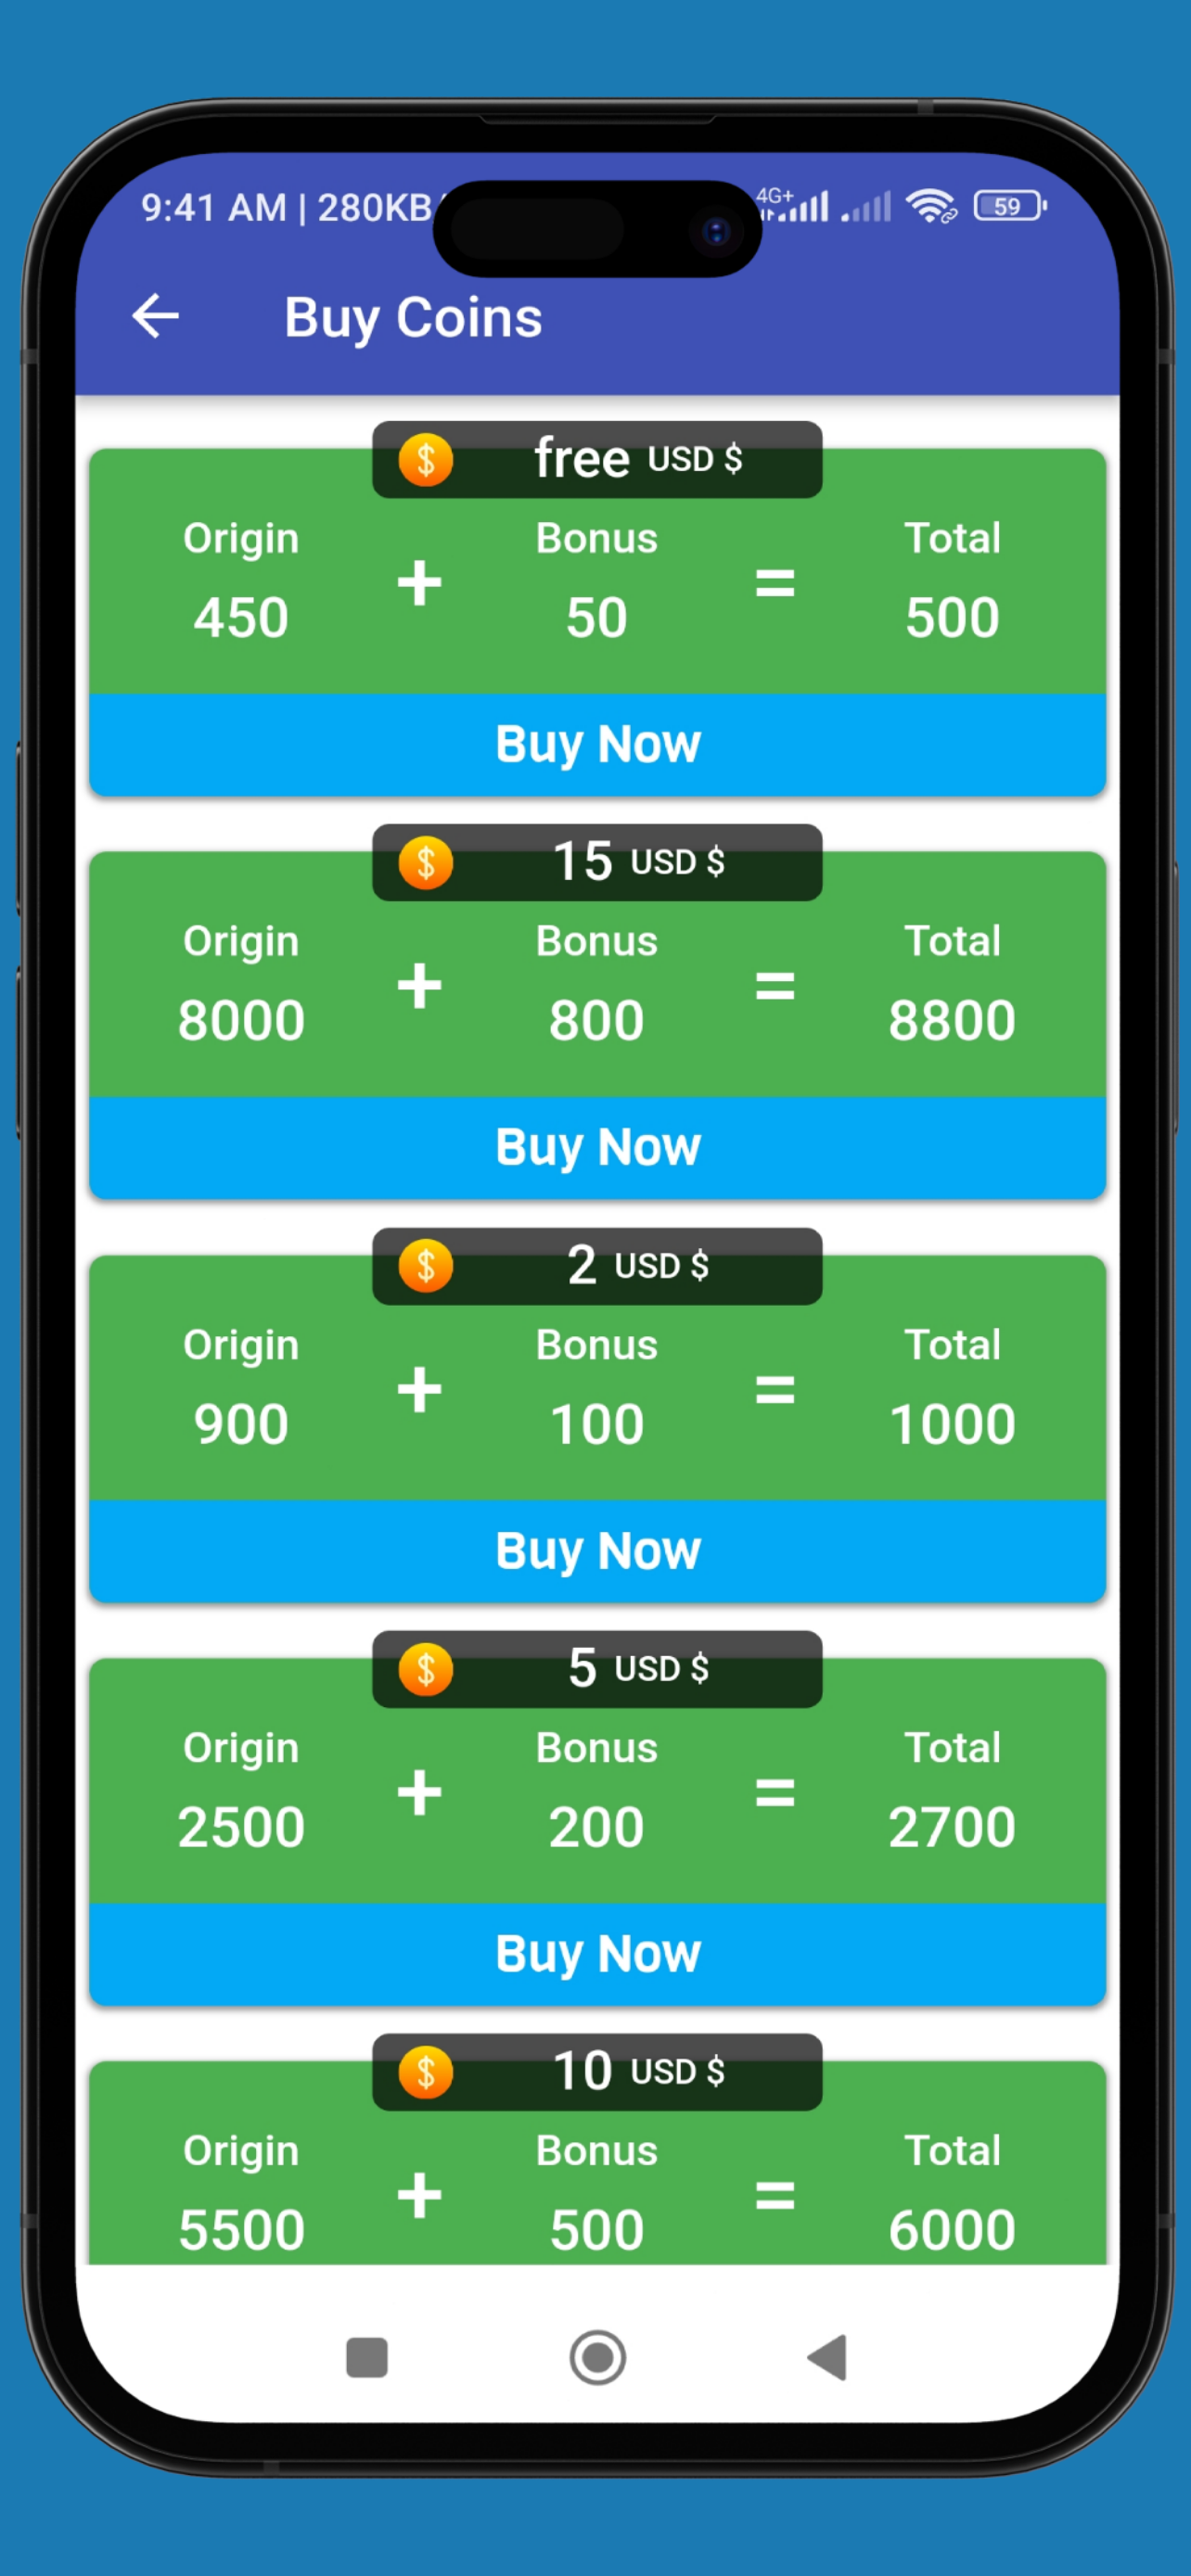 9:41 AM | 280KB
4G+
59
Buy Coins
$ free USD $
Origin Bonus Total
450 + 50 = 500
Buy Now
$ 15 USD $
Origin Bonus Total
8000 + 800 = 8800
Buy Now
$ 2 USD $
Origin Bonus Total
900 + 100 = 1000
Buy Now
$ 5 USD $
Origin Bonus Total
2500 + 200 = 2700
Buy Now
$ 10 USD $
Origin Bonus Total
5500 + 500 = 6000